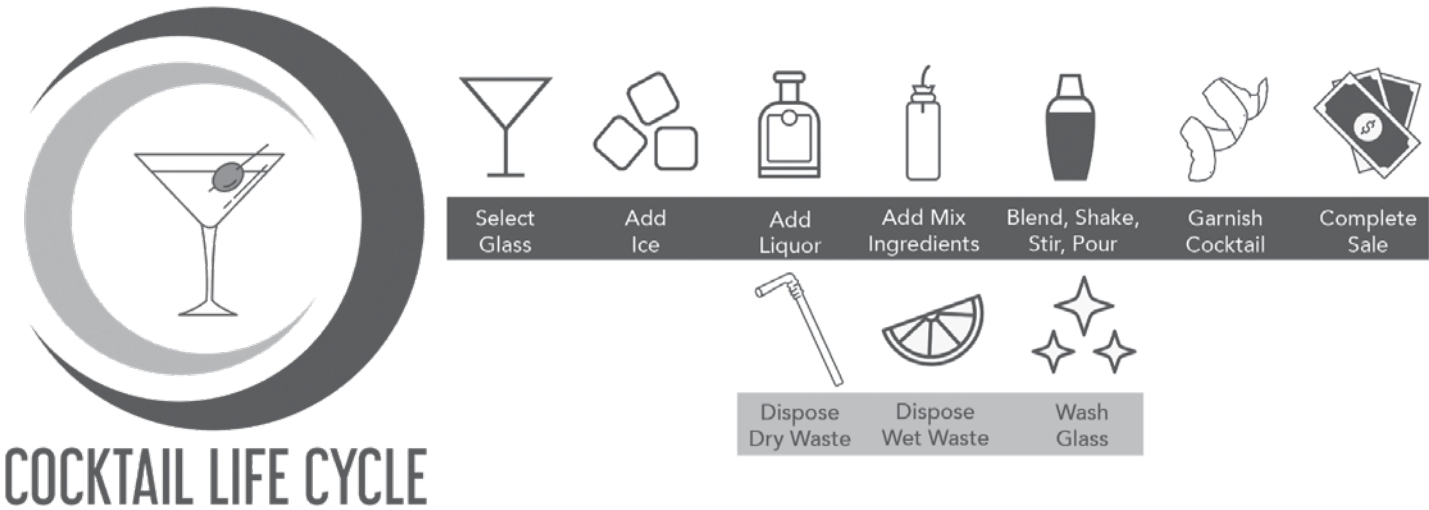 Select
Glass
Add
Ice
Add
Liquor
Add Mix
Ingredients
Blend, Shake,
Stir, Pour
Garnish
Cocktail
Complete
Sale
Dispose
Dry Waste
Dispose
Wet Waste
Wash
Glass
COCKTAIL LIFE CYCLE